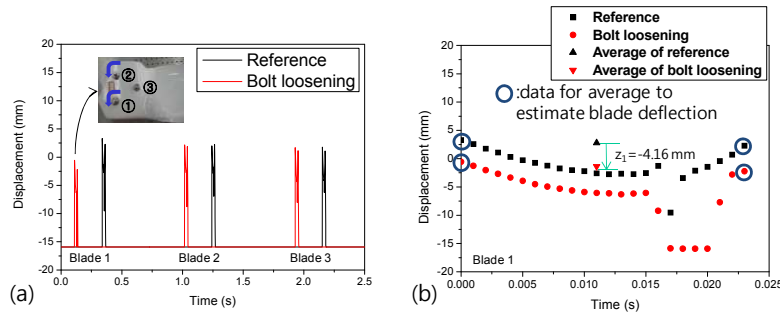 Reference
Bolt loosening
②
③
①
20
15
10
5
0
-5
-10
-15
-20
Displacement (mm)
Blade 1
Blade 2
Blade 3
0.0
0.5
1.0
1.5
2.0
2.5
Time (s)
(a)
Reference
Bolt loosening
Average of reference
Average of bolt loosening
:data for average to
estimate blade deflection
z₁=-4.16 mm
20
15
10
5
0
-5
-10
-15
-20
Displacement (mm)
Blade 1
0.000
0.005
0.010
0.015
0.020
0.025
Time (s)
(b)